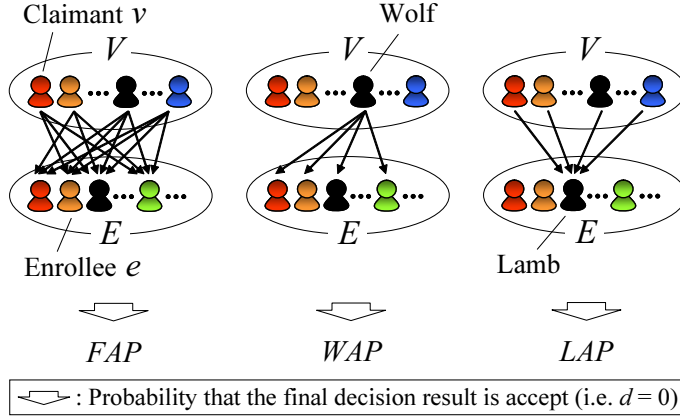 Claimant v
Wolf
V V V
E E E
Enrollee e
Lamb
FAP WAP LAP
: Probability that the final decision result is accept (i.e. d = 0)